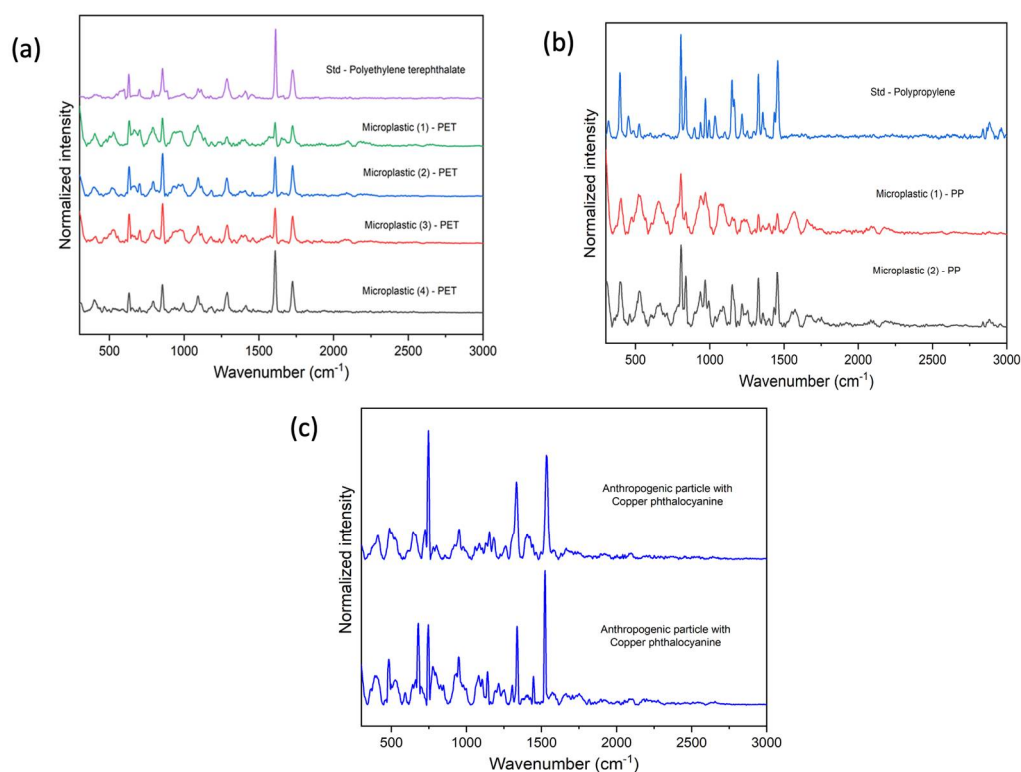 (a)
Normalized intensity
Std - Polyethylene terephthalate
Microplastic (1) - PET
Microplastic (2) - PET
Microplastic (3) - PET
Microplastic (4) - PET
500 1000 1500 2000 2500 3000
Wavenumber (cm-1)
(b)
Normalized intensity
Std - Polypropylene
Microplastic (1) - PP
Microplastic (2) - PP
500 1000 1500 2000 2500 3000
Wavenumber (cm-1)
(c)
Normalized intensity
Anthropogenic particle with
Copper phthalocyanine
Anthropogenic particle with
Copper phthalocyanine
500 1000 1500 2000 2500 3000
Wavenumber (cm-1)